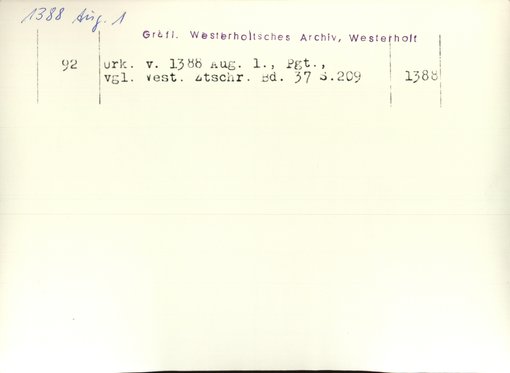 1388 Aug. 1
Gräfl. Westerholtsches Archiv, Westerholt
92 Urk. v. 1388 Aug. 1., Pgt.,
vgl. West. Ztschr. Bd. 37 S.209 1388